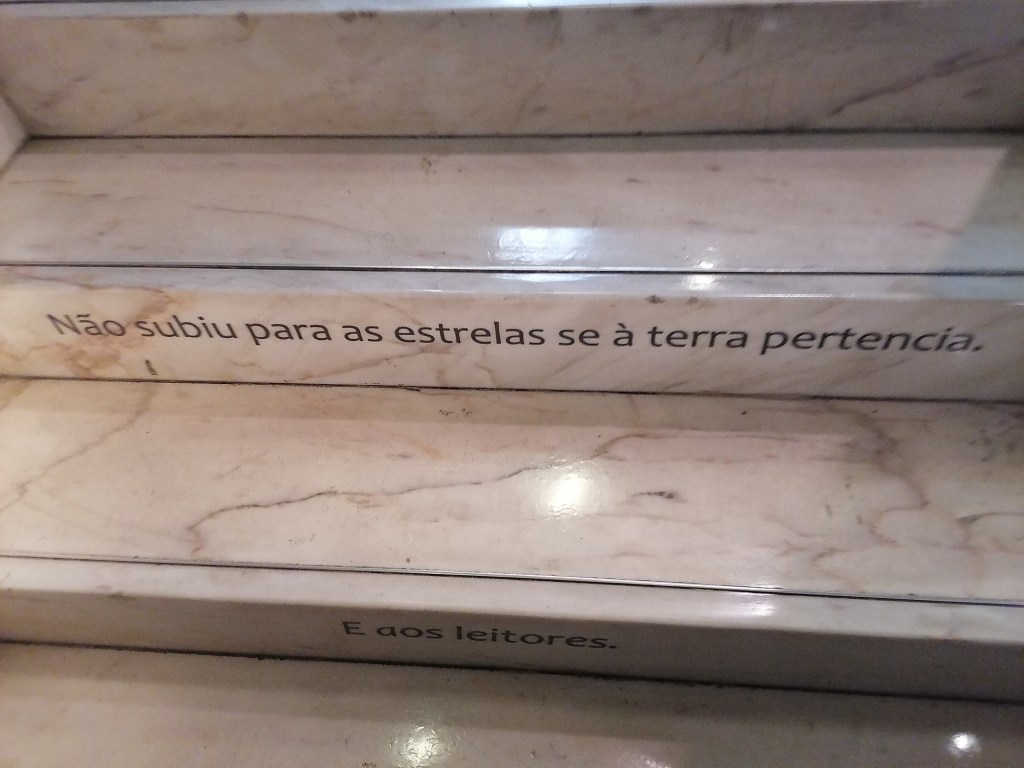 Não subiu para as estrelas se à terra pertencia.
E aos leitores.